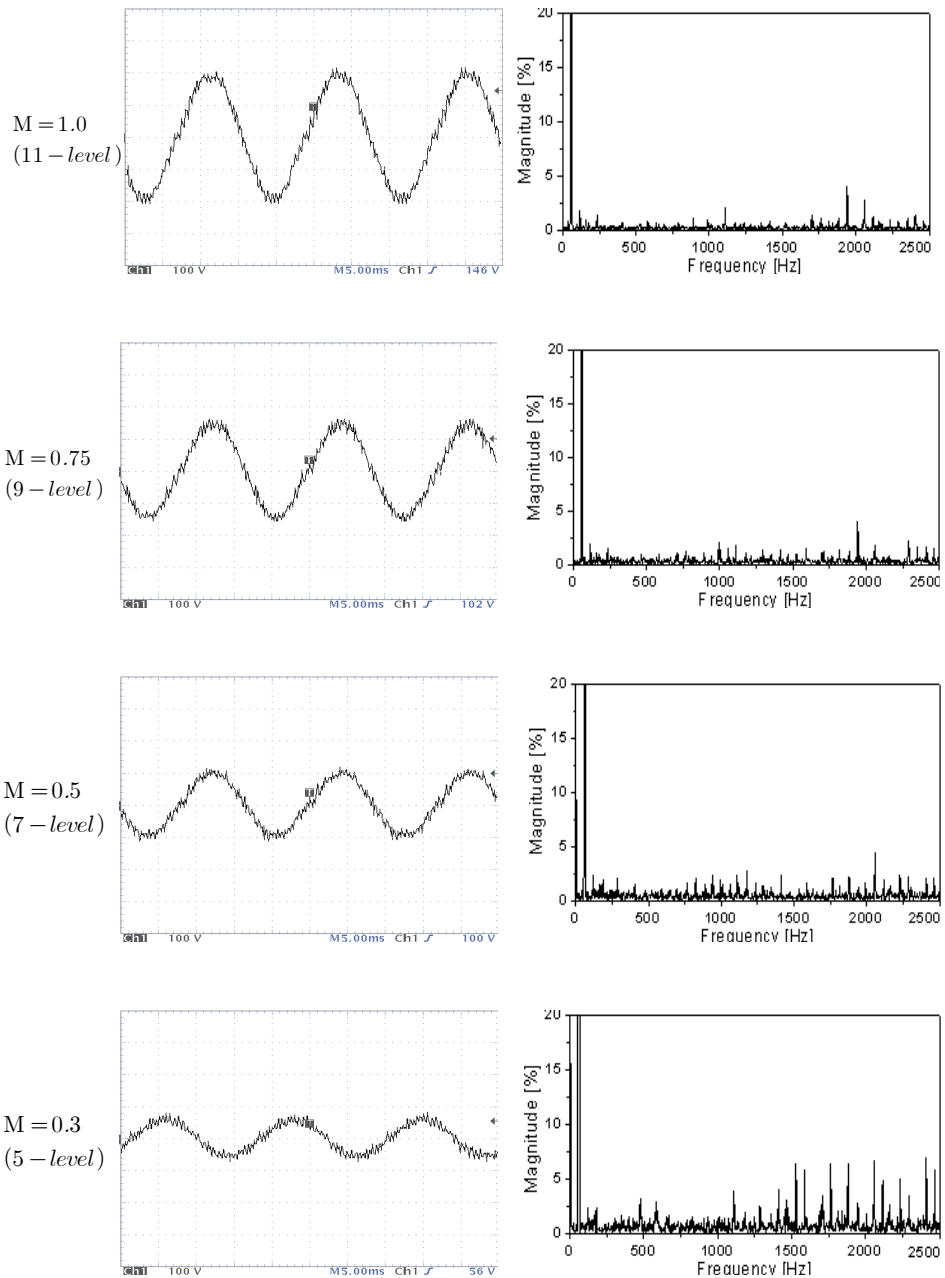 M = 1.0
(11 – level)
Ch1 100 V M5.00ms Ch1 146 V
T
Magnitude [%]
20
15
10
5
0
0 500 1000 1500 2000 2500
Frequency [Hz]
M = 0.75
(9 – level)
Ch1 100 V M5.00ms Ch1 102 V
T
Magnitude [%]
20
15
10
5
0
0 500 1000 1500 2000 2500
Frequency [Hz]
M = 0.5
(7 – level)
Ch1 100 V M5.00ms Ch1 100 V
T
Magnitude [%]
20
15
10
5
0
0 500 1000 1500 2000 2500
Frequency [Hz]
M = 0.3
(5 – level)
Ch1 100 V M5.00ms Ch1 56 V
Magnitude [%]
20
15
10
5
0
0 500 1000 1500 2000 2500
Frequency [Hz]